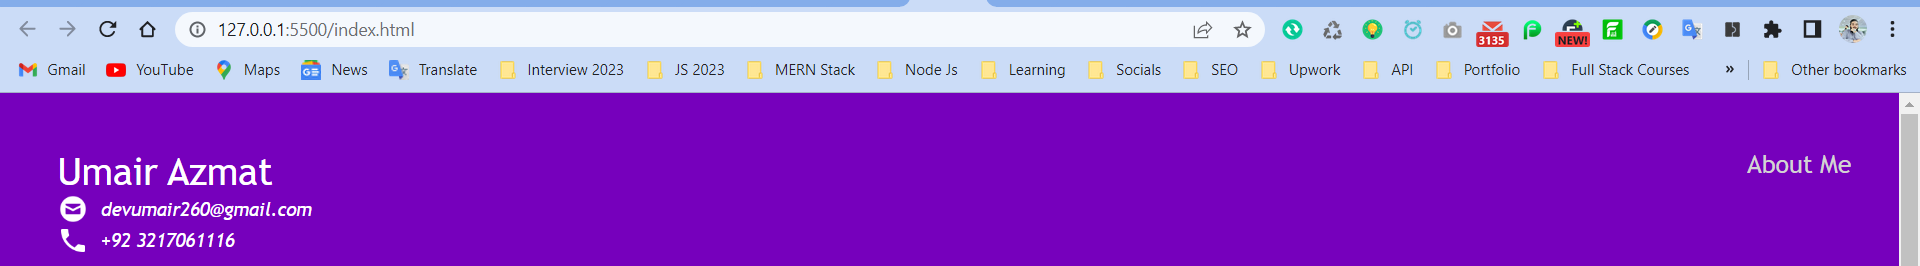 127.0.0.1:5500/index.html
3135 NEW!
Gmail YouTube Maps News Translate Interview 2023 JS 2023 MERN Stack Node Js Learning Socials SEO Upwork API Portfolio Full Stack Courses » Other bookmarks
Umair Azmat
About Me
devumair260@gmail.com
+92 3217061116